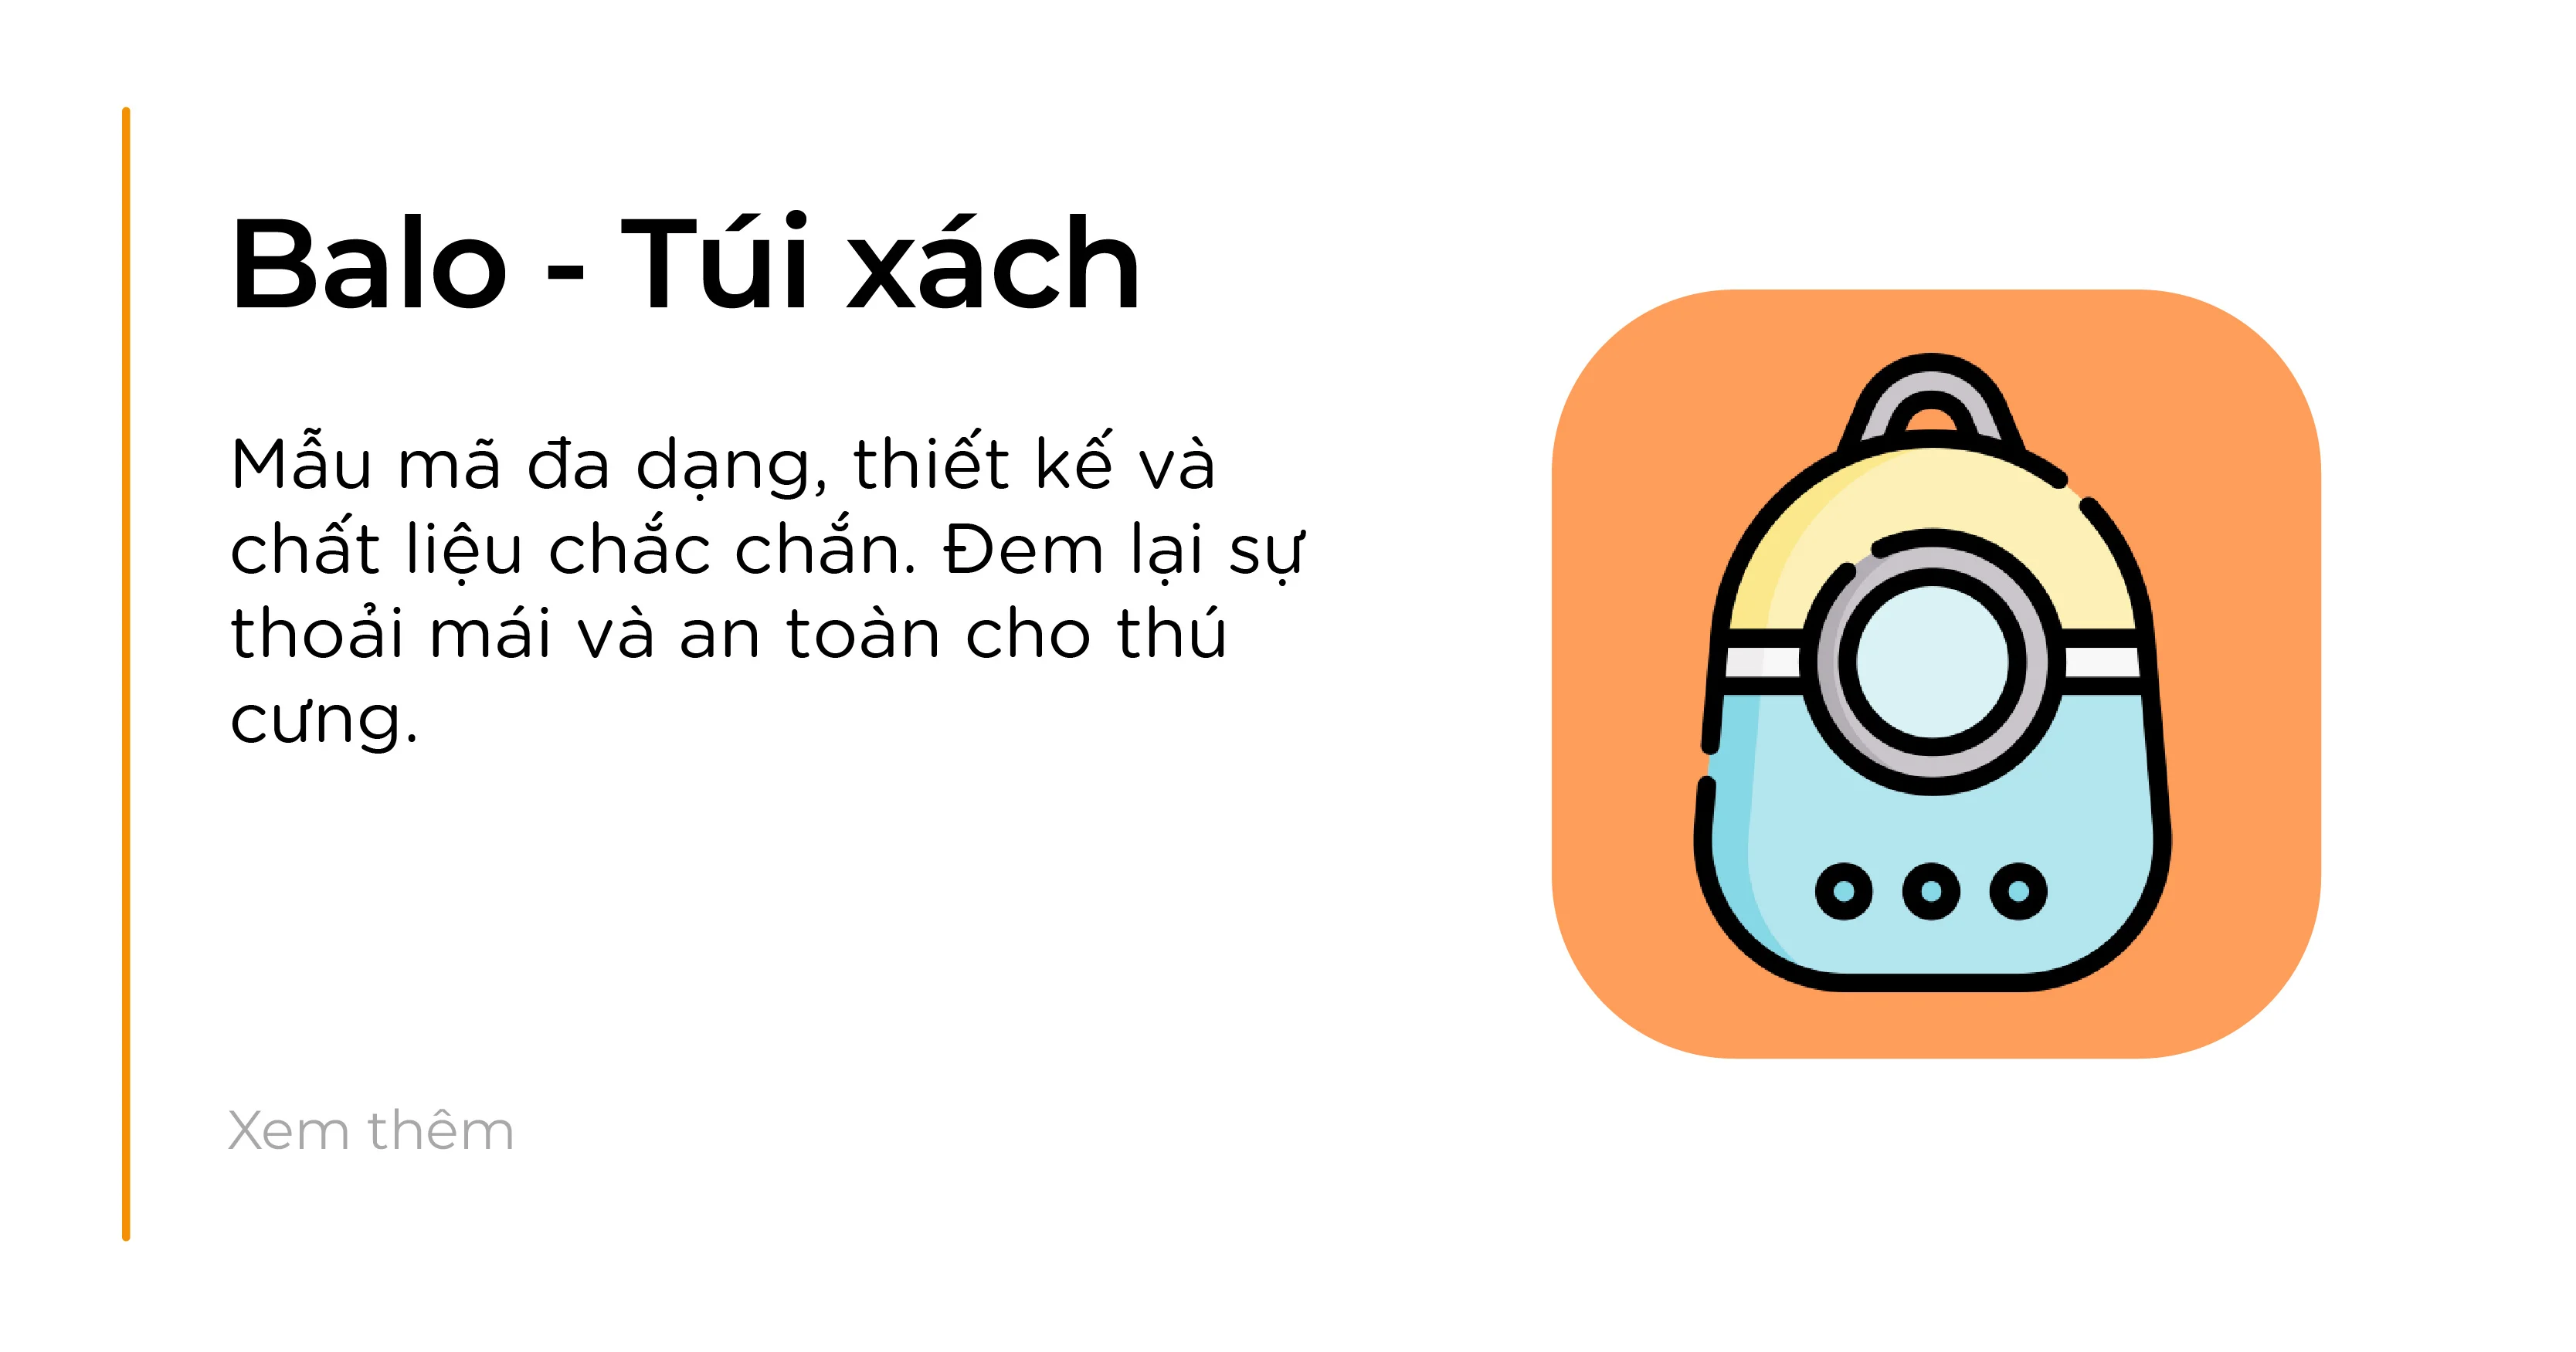 Balo - Túi xách
Mẫu mã đa dạng, thiết kế và
chất liệu chắc chắn. Đem lại sự
thoải mái và an toàn cho thú
cưng.
Xem thêm